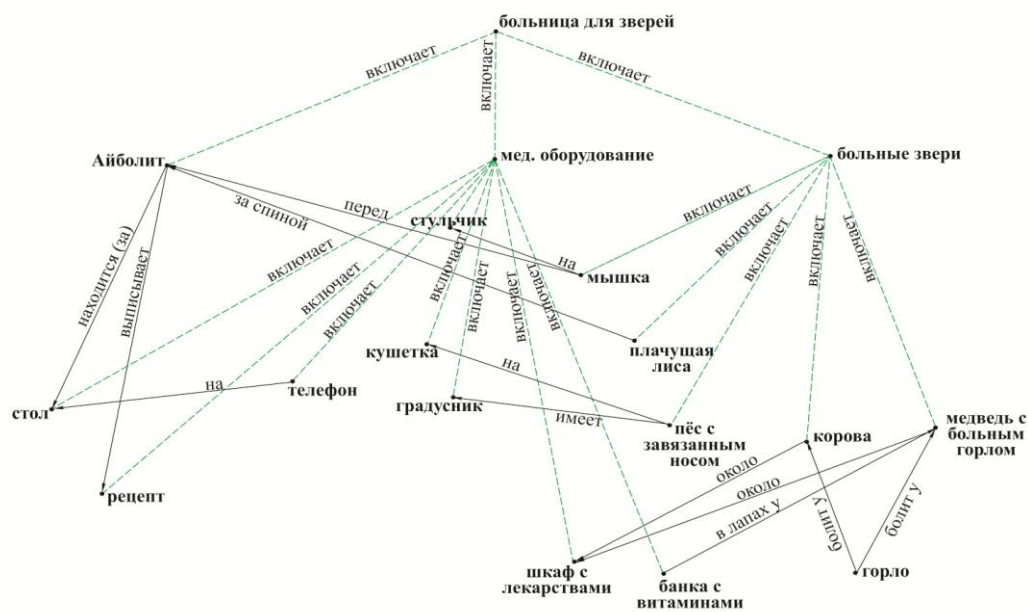 больница для зверей
включает
включает
включает
Айболит
мед. оборудование
больные звери
за спиной
перед
стульчик
включает
включает
включает
включает
включает
находится (за)
выписывает
включает
включает
включает
включает
включает
включает
включает
на
мышка
кушетка
плачущая
лиса
на
телефон
на
стол
градусник
имеет
пёс с
завязанным
носом
корова
медведь с
больным
горлом
рецепт
около
около
в лапах у
болит у
болит у
шкаф с
лекарствами
банка с
витаминами
горло